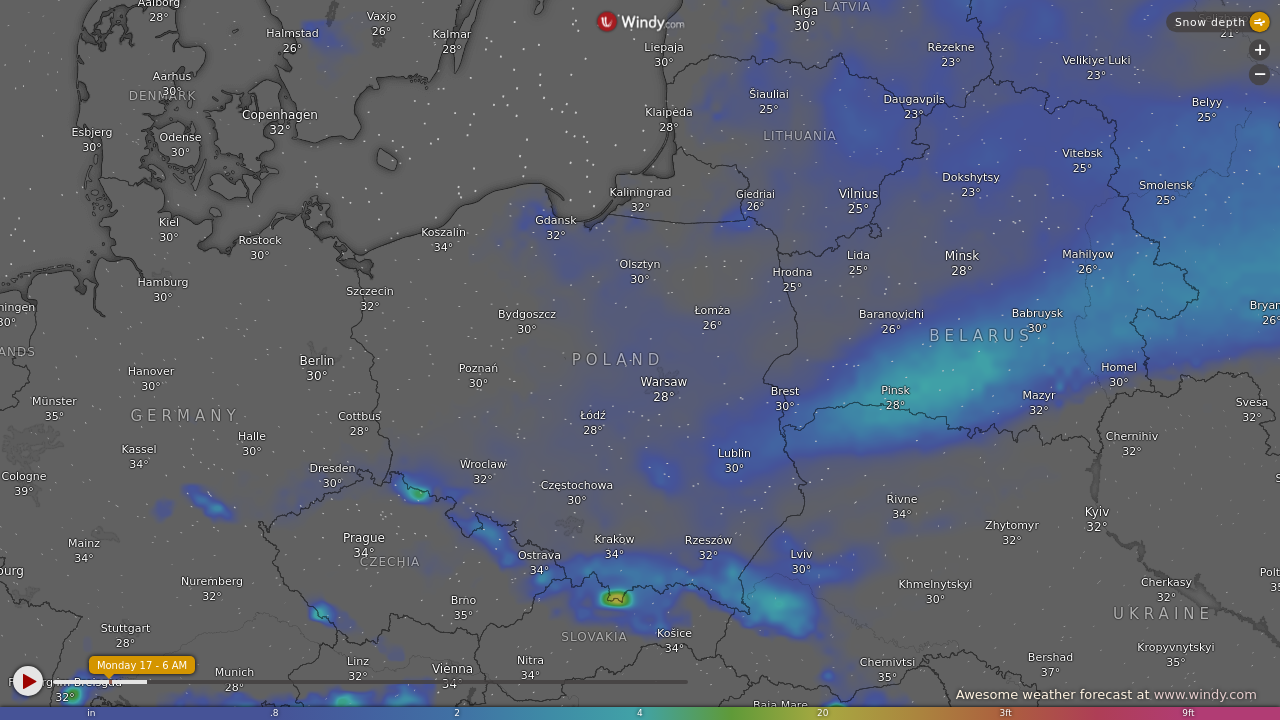 Aalborg
28°
Vaxjo
26°
Halmstad
26°
Kalmar
28°
Windy.com
Liepaja
30°
Riga
30°
LATVIA
Snow depth
21°
Rēzekne
23°
Velikiye Luki
23°
Aarhus
30°
DENMARK
Šiauliai
25°
Daugavpils
23°
Belyy
25°
Copenhagen
32°
Klaipėda
28°
LITHUANIA
Esbjerg
30°
Odense
30°
Vitebsk
25°
Kaliningrad
32°
Giedriai
26°
Vilnius
25°
Dokshytsy
23°
Smolensk
25°
Kiel
30°
Rostock
30°
Koszalin
34°
Gdansk
32°
Olsztyn
30°
Hrodna
25°
Lida
25°
Minsk
28°
Mahilyow
26°
Hamburg
30°
Szczecin
32°
ningen
30°
Bydgoszcz
30°
Łomża
26°
Baranovichi
26°
Babruysk
30°
Bryan
26°
BELARUS
ANDS
Berlin
30°
POLAND
Hanover
30°
Poznań
30°
Warsaw
28°
Brest
30°
Pinsk
28°
Homel
30°
Mazyr
32°
Münster
35°
GERMANY
Cottbus
28°
Łódź
28°
Svesa
32°
Halle
30°
Kassel
34°
Chernihiv
32°
Cologne
39°
Dresden
30°
Wroclaw
32°
Częstochowa
30°
Lublin
30°
Rivne
34°
Kyiv
32°
Zhytomyr
32°
Mainz
34°
Prague
34°
CZECHIA
Ostrava
34°
Krakow
34°
Rzeszow
32°
Lviv
30°
Nuremberg
32°
Khmelnytskyi
30°
Cherkasy
32°
Brno
35°
UKRAINE
Stuttgart
28°
SLOVAKIA
Košice
34°
Kropyvnytskyi
35°
Monday 17 - 6 AM
Munich
28°
Linz
32°
Vienna
34°
Nitra
34°
Chernivtsi
35°
Bershad
37°
32°
Baia Mare
Awesome weather forecast at www.windy.com
in .8 2 4 20 3ft 9ft